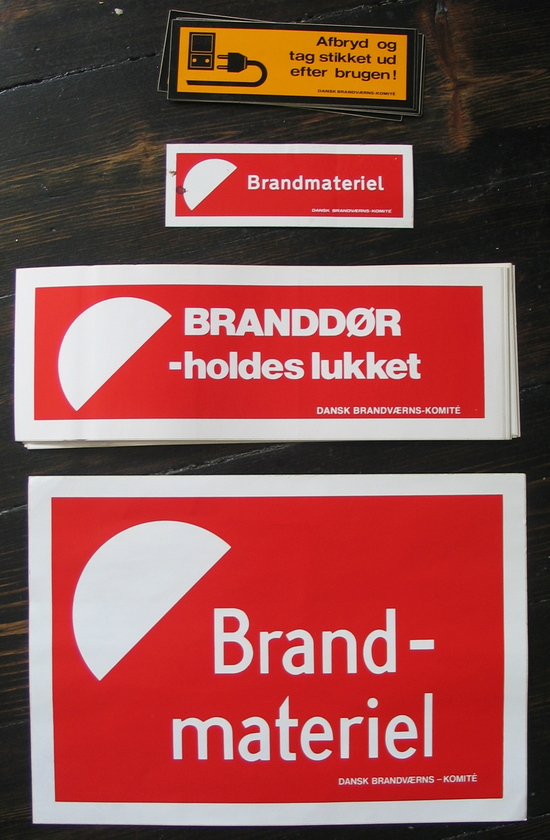 Afbryd og
tag stikket ud
efter brugen!
DANSK BRANDVÆRNS-KOMITÉ
Brandmateriel
DANSK BRANDVÆRNS-KOMITÉ
BRANDDØR
-holdes lukket
DANSK BRANDVÆRNS-KOMITÉ
Brand-
materiel
DANSK BRANDVÆRNS-KOMITÉ